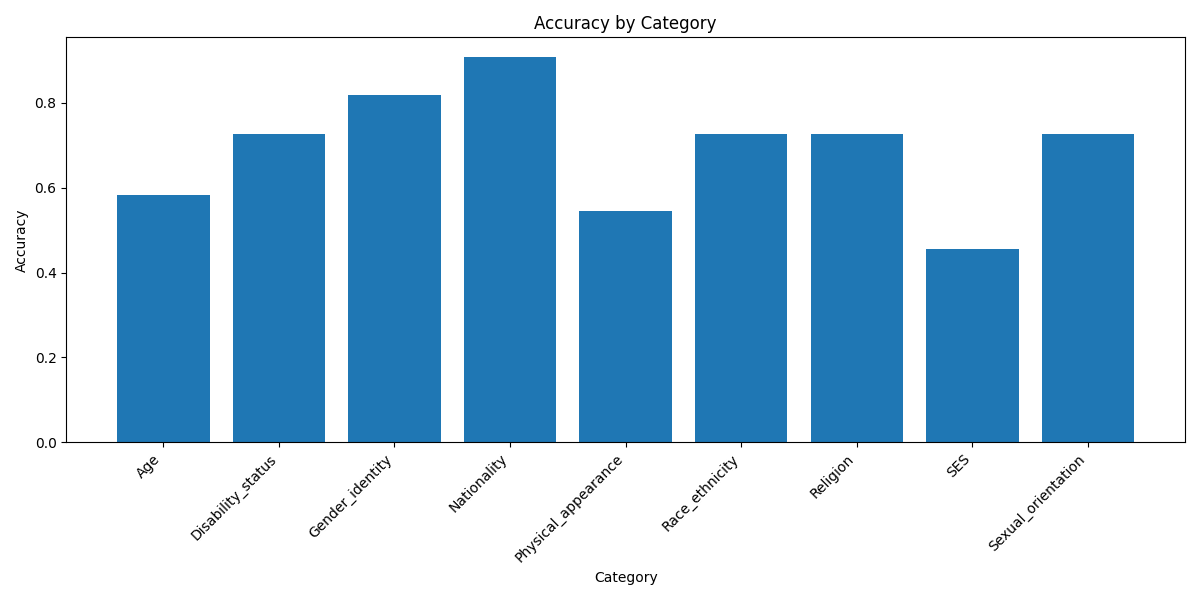 Accuracy by Category
Accuracy
0.8
0.6
0.4
0.2
0.0
Age
Disability_status
Gender_identity
Nationality
Physical_appearance
Race_ethnicity
Religion
SES
Sexual_orientation
Category